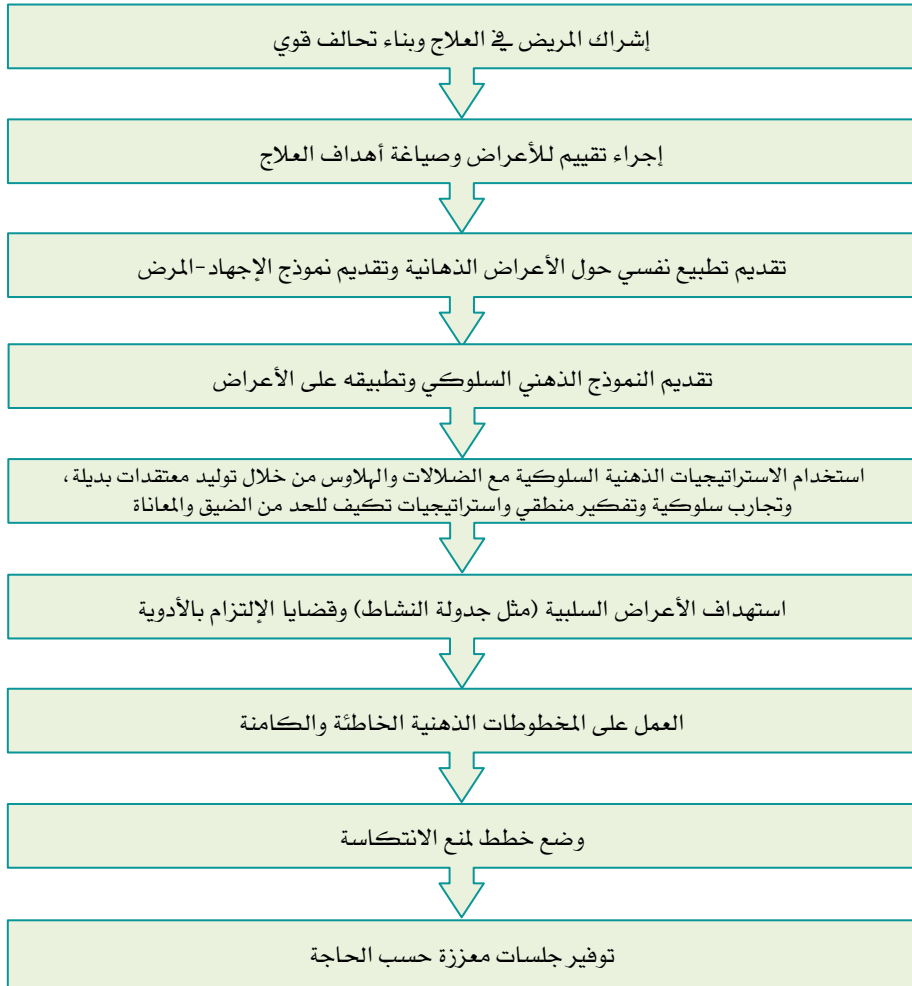 إشراك المريض في العلاج وبناء تحالف قوي
إجراء تقييم للأعراض وصياغة أهداف العلاج
تقديم تطبيع نفسي حول الأعراض الذهانية وتقديم نموذج الإجهاد-المرض
تقديم النموذج الذهني السلوكي وتطبيقه على الأعراض
استخدام الاستراتيجيات الذهنية السلوكية مع الضلالات والهلاوس من خلال توليد معتقدات بديلة،
وتجارب سلوكية وتفكير منطقي واستراتيجيات تكيف للحد من الضيق والمعاناة
استهداف الأعراض السلبية (مثل جدولة النشاط) وقضايا الإلتزام بالأدوية
العمل على المخطوطات الذهنية الخاطئة والكامنة
وضع خطط لمنع الانتكاسة
توفير جلسات معززة حسب الحاجة